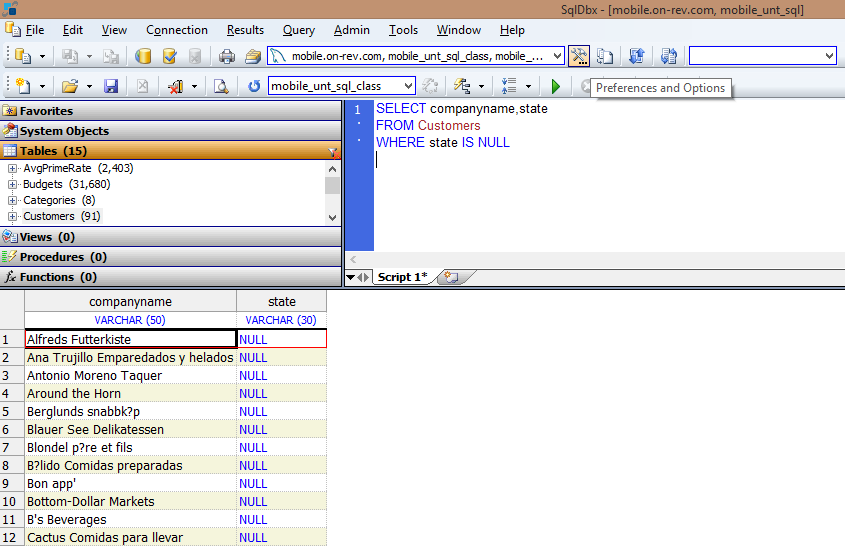 SqlDbx - [mobile.on-rev.com, mobile_unt_sql]
File Edit View Connection Results Query Admin Tools Window Help
mobile.on-rev.com, mobile_unt_sql_class, mobile_...
mobile_unt_sql_class
Preferences and Options
Favorites
System Objects
Tables (15)
AvgPrimeRate (2,403)
Budgets (31,680)
Categories (8)
Customers (91)
Views (0)
Procedures (0)
fx Functions (0)
1 SELECT companyname,state
FROM Customers
WHERE state IS NULL
Script 1*
companyname state
VARCHAR (50) VARCHAR (30)
1 Alfreds Futterkiste NULL
2 Ana Trujillo Emparedados y helados NULL
3 Antonio Moreno Taquer NULL
4 Around the Horn NULL
5 Berglunds snabbk?p NULL
6 Blauer See Delikatessen NULL
7 Blondel p?re et fils NULL
8 B?lido Comidas preparadas NULL
9 Bon app' NULL
10 Bottom-Dollar Markets NULL
11 B's Beverages NULL
12 Cactus Comidas para llevar NULL